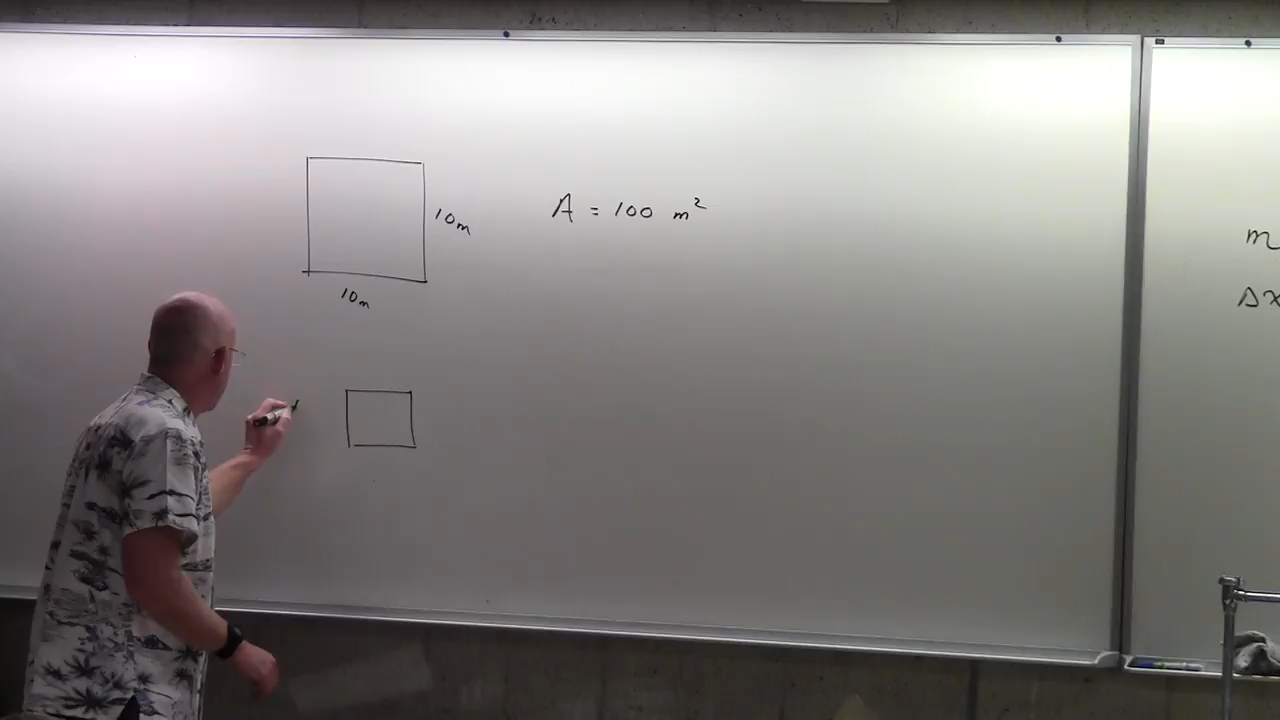 10m
A = 100 m²
10m
m
Δx